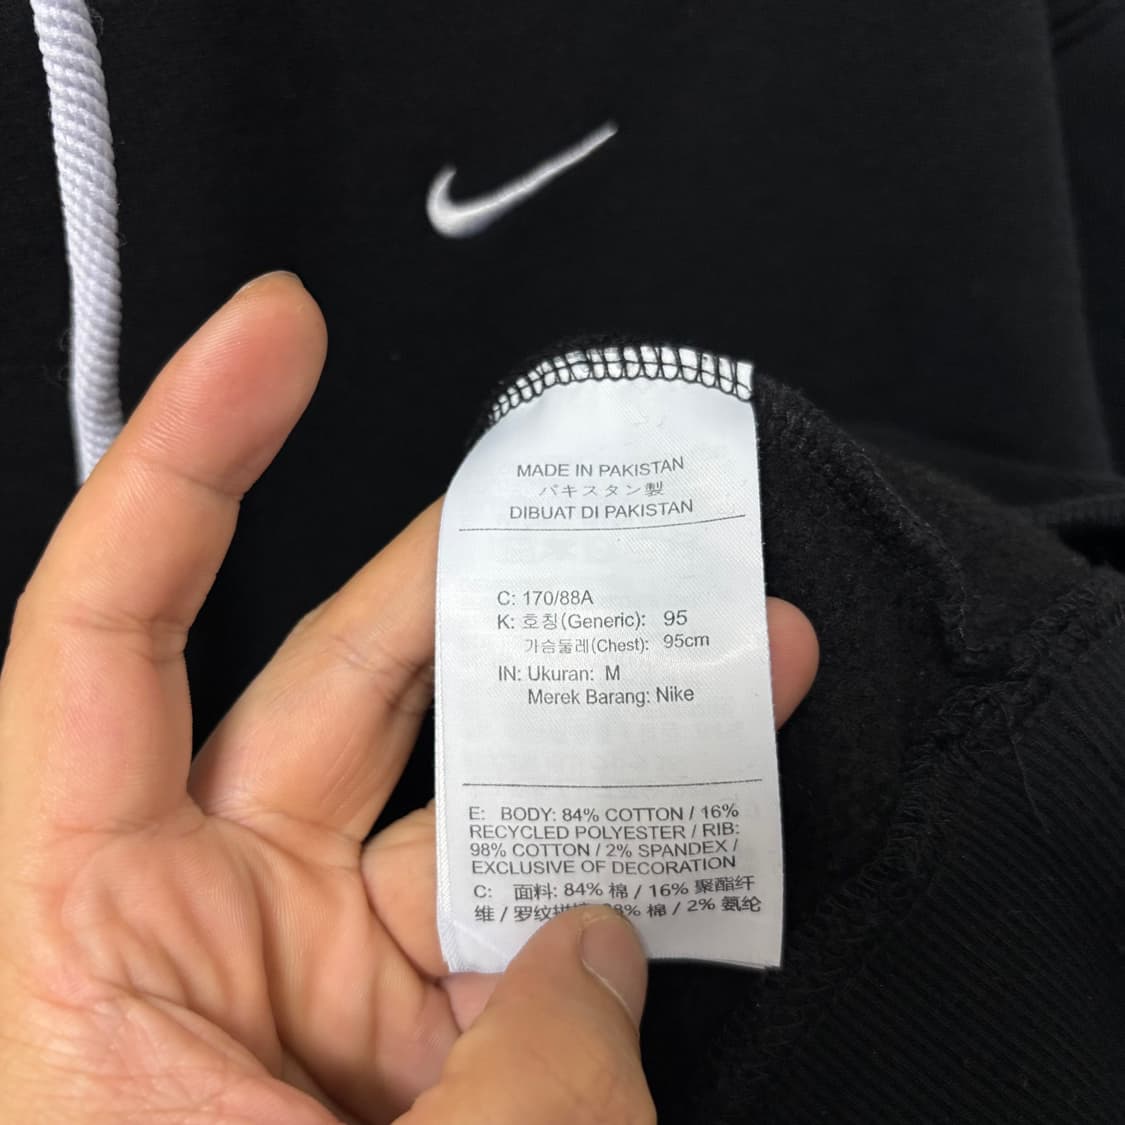 MADE IN PAKISTAN
パキスタン製
DIBUAT DI PAKISTAN
C: 170/88A
K: 호칭(Generic): 95
가슴둘레(Chest): 95cm
IN: Ukuran: M
Merek Barang: Nike
E: BODY: 84% COTTON / 16%
RECYCLED POLYESTER / RIB:
98% COTTON / 2% SPANDEX /
EXCLUSIVE OF DECORATION
C: 面料: 84% 棉 / 16% 聚酯纤
维 / 罗纹 棉 / 2% 氨纶